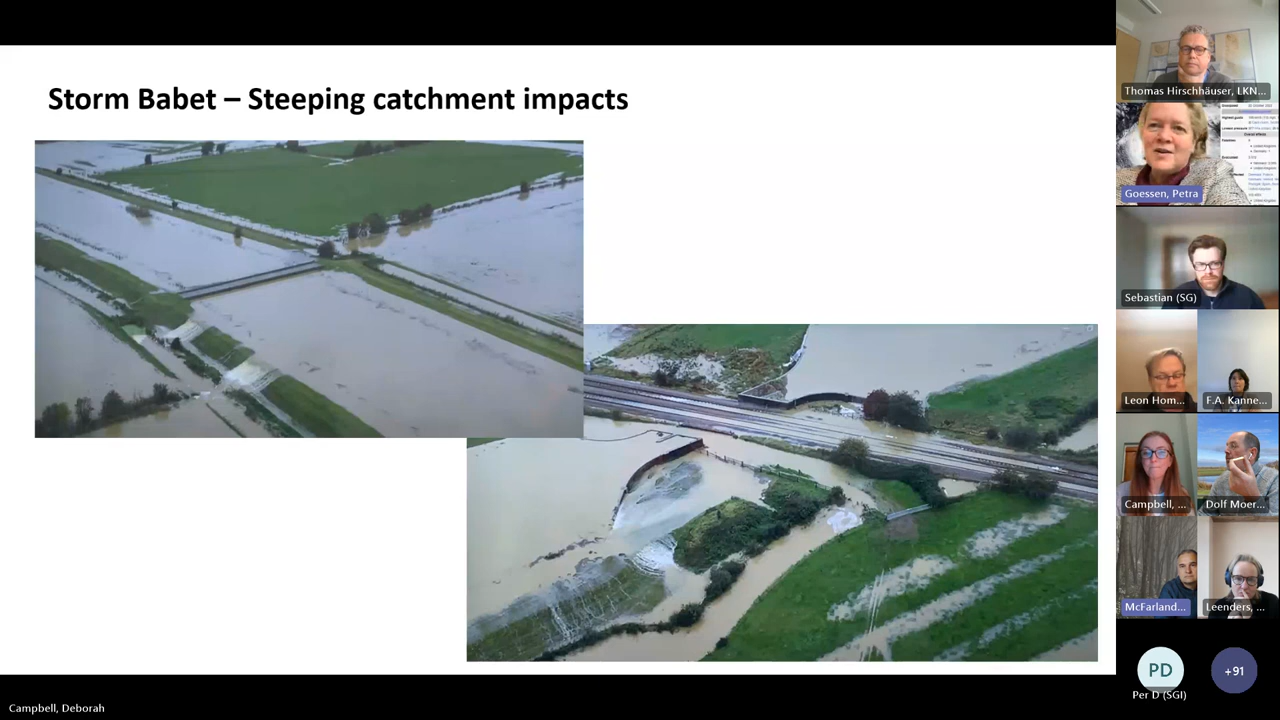 Storm Babet – Steeping catchment impacts
Thomas Hirschhäuser, LKN...
Goessen, Petra
Sebastian (SG)
Leon Hom...
F.A. Kanne...
Campbell, ...
Dolf Moer...
McFarland...
Leenders, ...
PD
+91
Per D (SGI)
Campbell, Deborah